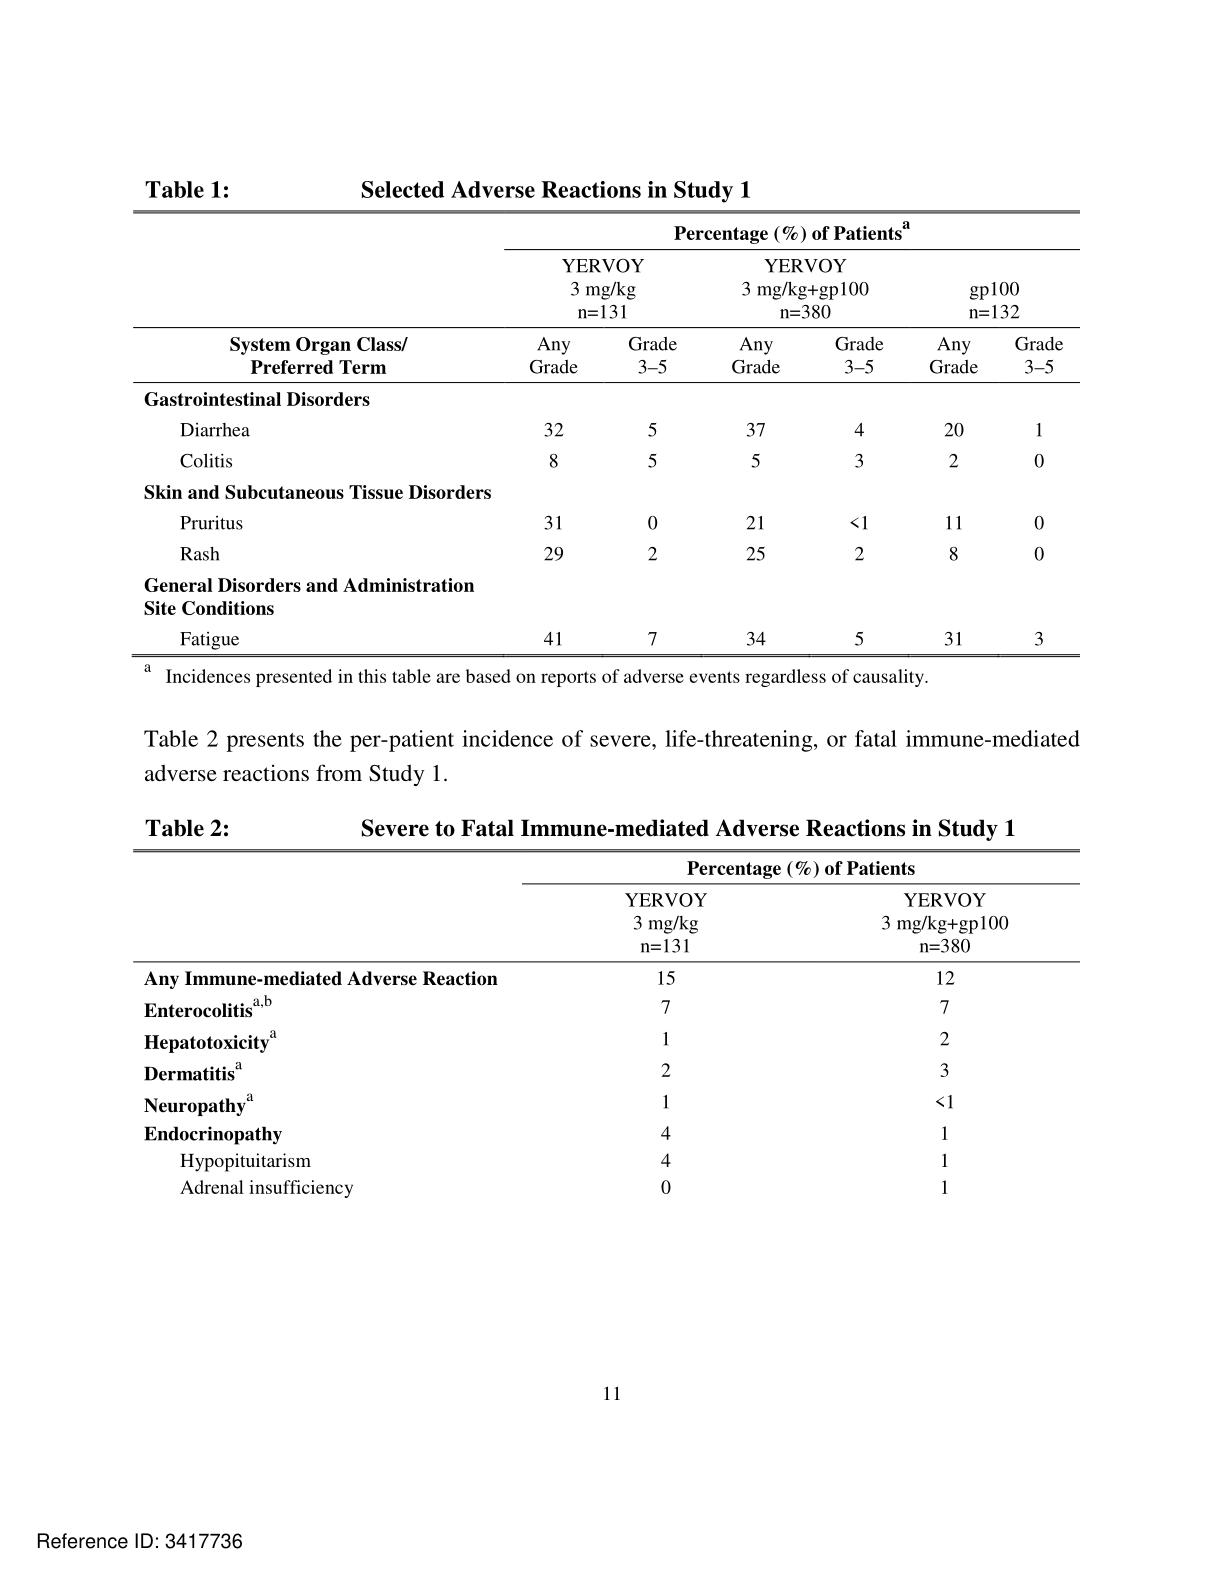 Table 1: Selected Adverse Reactions in Study 1
Percentage (%) of Patientsa
YERVOY YERVOY
3 mg/kg 3 mg/kg+gp100 gp100
n=131 n=380 n=132
System Organ Class/ Any Grade Any Grade Any Grade
Preferred Term Grade 3–5 Grade 3–5 Grade 3–5
Gastrointestinal Disorders
Diarrhea 32 5 37 4 20 1
Colitis 8 5 5 3 2 0
Skin and Subcutaneous Tissue Disorders
Pruritus 31 0 21 <1 11 0
Rash 29 2 25 2 8 0
General Disorders and Administration
Site Conditions
Fatigue 41 7 34 5 31 3
a Incidences presented in this table are based on reports of adverse events regardless of causality.
Table 2 presents the per-patient incidence of severe, life-threatening, or fatal immune-mediated
adverse reactions from Study 1.
Table 2: Severe to Fatal Immune-mediated Adverse Reactions in Study 1
Percentage (%) of Patients
YERVOY YERVOY
3 mg/kg 3 mg/kg+gp100
n=131 n=380
Any Immune-mediated Adverse Reaction 15 12
Enterocolitisa,b 7 7
Hepatotoxicitya 1 2
Dermatitisa 2 3
Neuropathya 1 <1
Endocrinopathy 4 1
Hypopituitarism 4 1
Adrenal insufficiency 0 1
11
Reference ID: 3417736